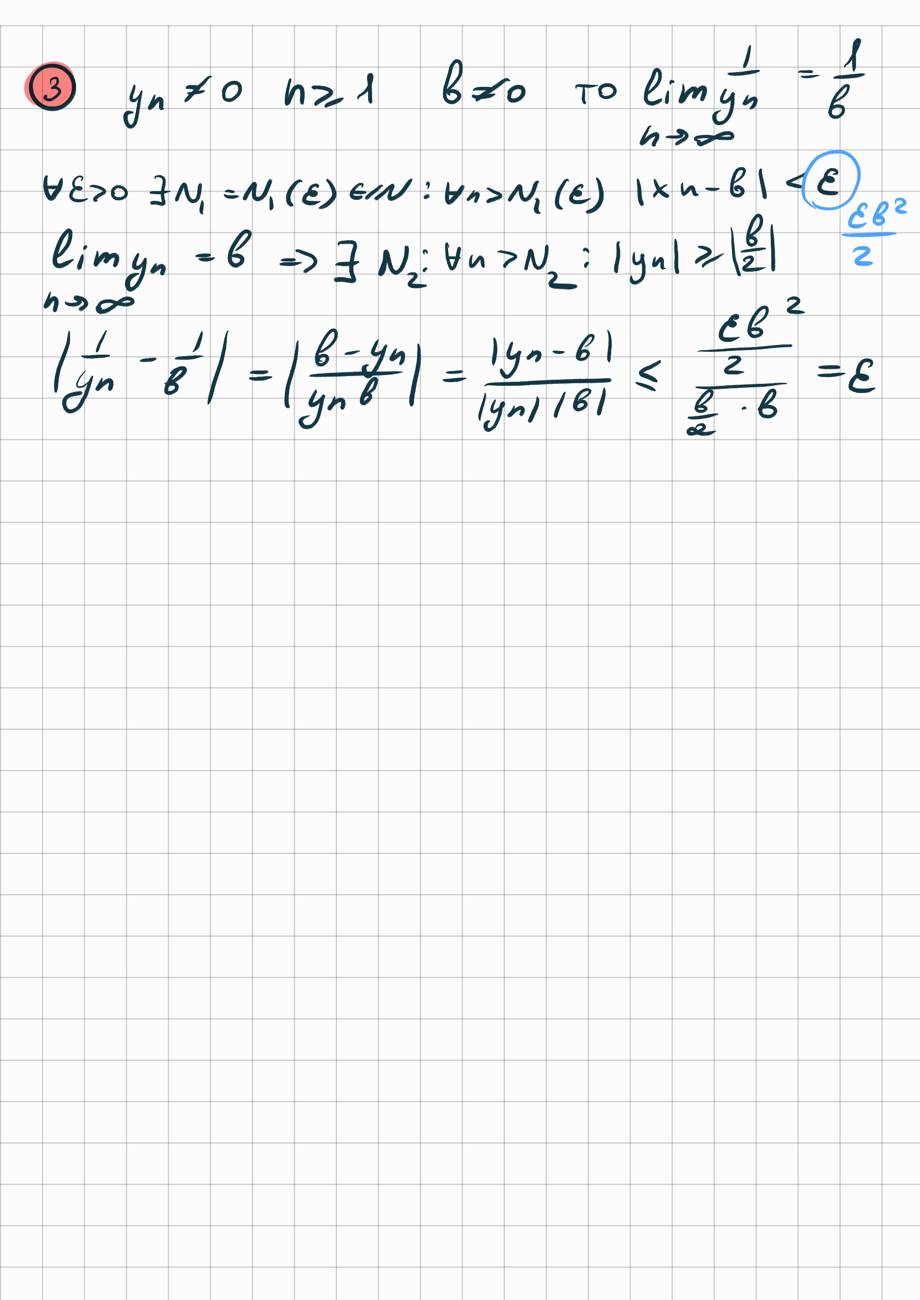 ③ yn ≠ 0 n ≥ 1 b ≠ 0 то lim n→∞ 1/yn = 1/b
∀ε>0 ∃N₁ = N₁(ε) ∈ ℕ : ∀n>N₁(ε) |xn - b| < ε εb²/2
lim n→∞ yn = b => ∃ N₂: ∀n > N₂ : |yn| ≥ |b/2|
|1/yn - 1/b| = |(b - yn)/(yn b)| = |yn - b|/(|yn| |b|) ≤ (εb²/2)/(b/2 · b) = ε